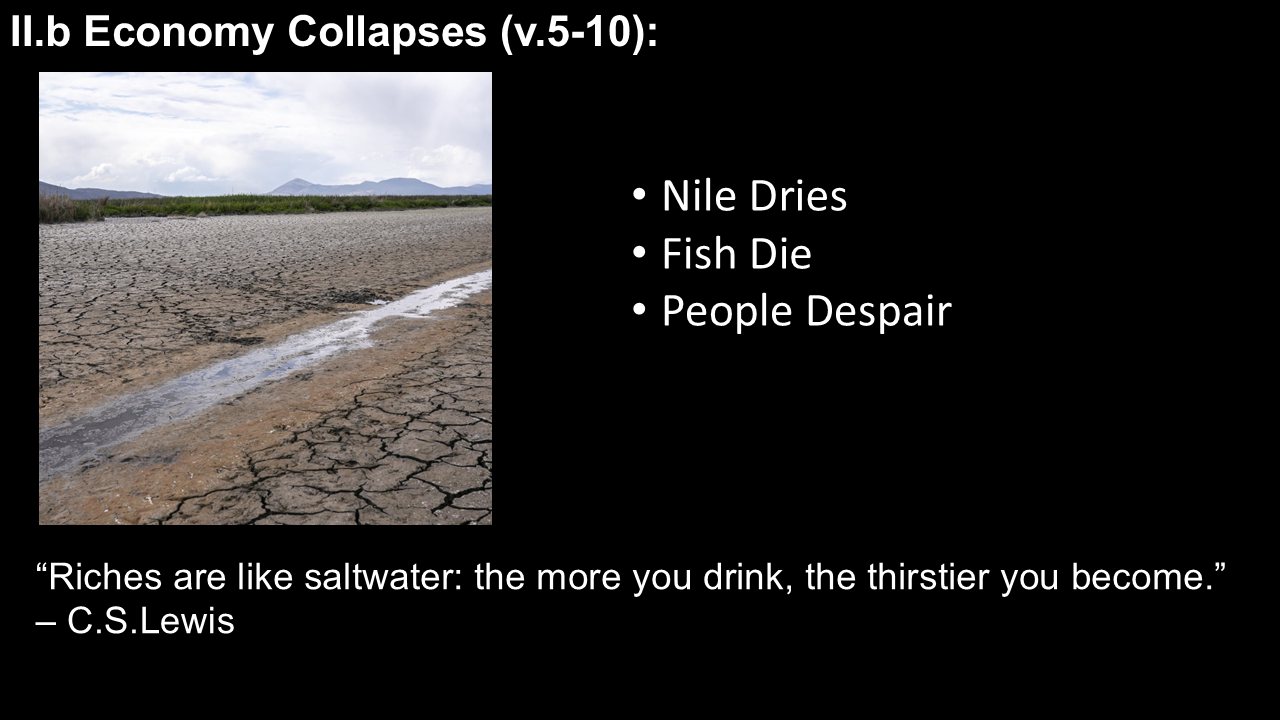 II.b Economy Collapses (v.5-10):
• Nile Dries
• Fish Die
• People Despair
“Riches are like saltwater: the more you drink, the thirstier you become.”
– C.S.Lewis